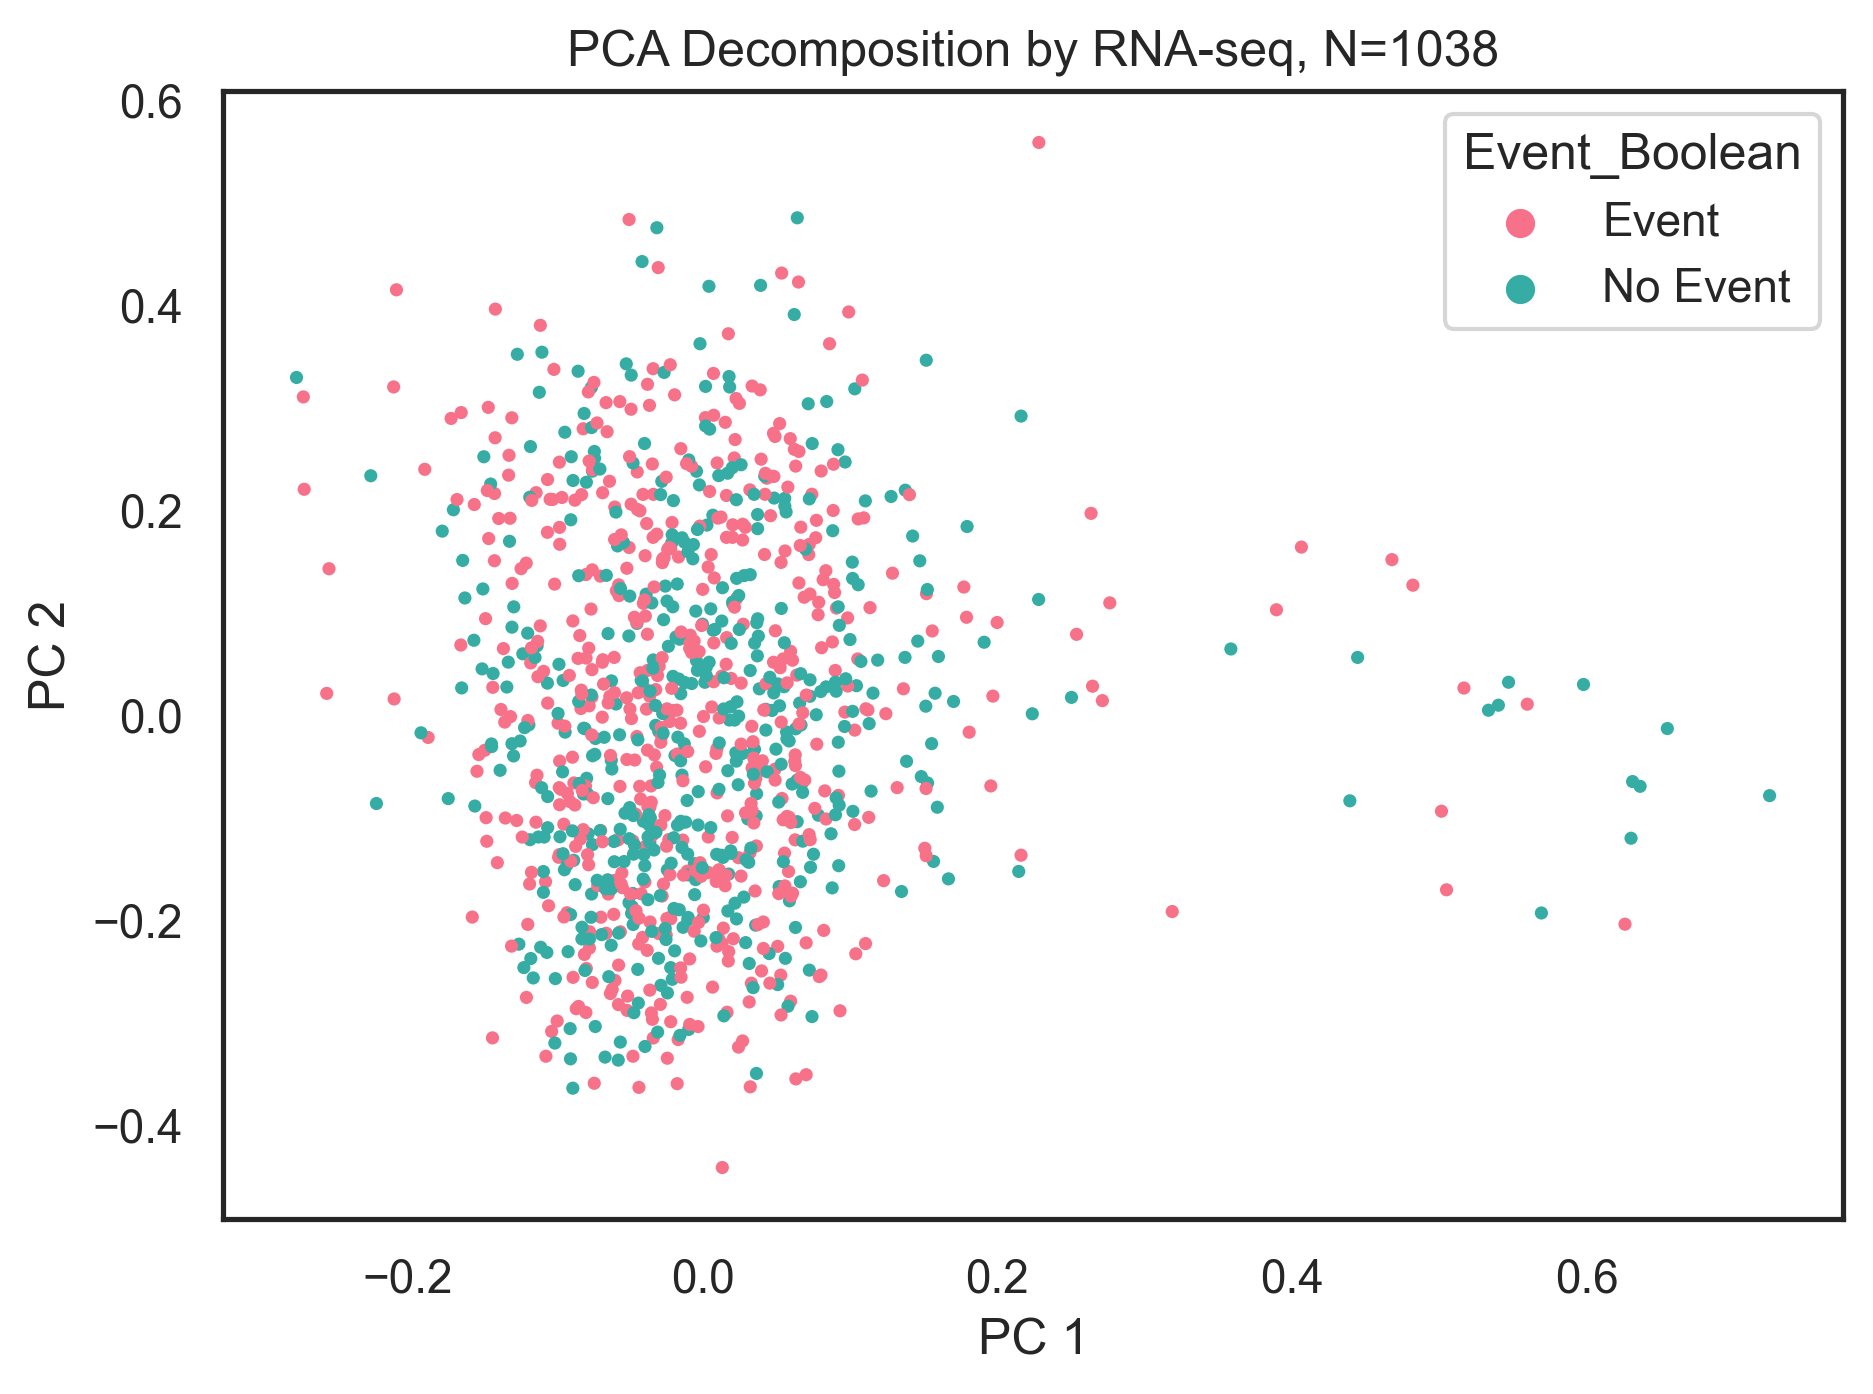 PCA Decomposition by RNA-seq, N=1038
Event_Boolean
Event
No Event
0.6
0.4
0.2
0.0
−0.2
−0.4
PC 2
−0.2
0.0
0.2
0.4
0.6
PC 1